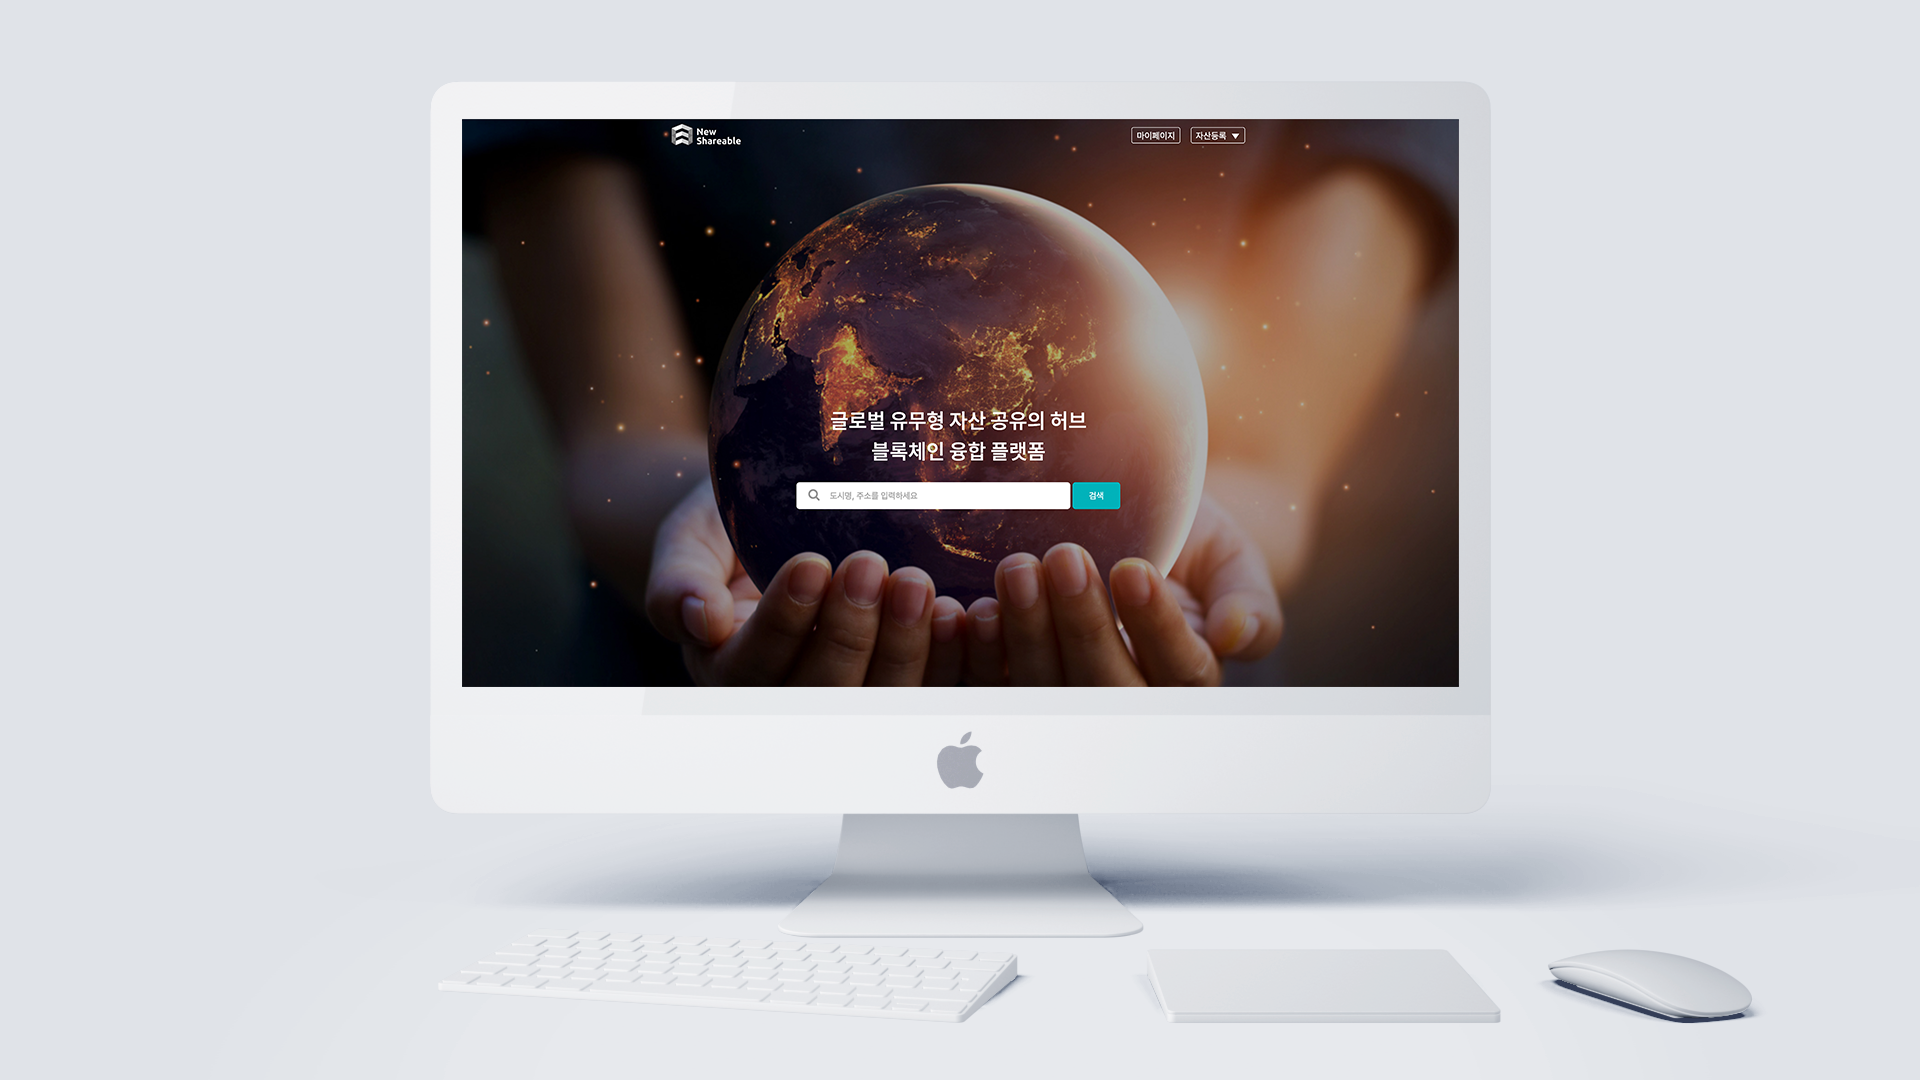 New
Shareable
마이페이지
자산등록
글로벌 유무형 자산 공유의 허브
블록체인 융합 플랫폼
도시명, 주소를 입력하세요
검색